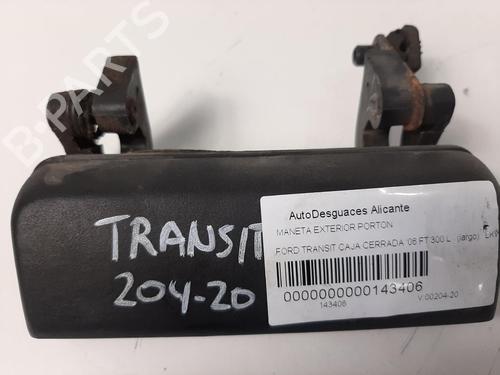 B-PARTS
TRANSIT
204-20
AutoDesguaces Alicante
MANETA EXTERIOR PORTON
FORD TRANSIT CAJA CERRADA '06 FT 300 L (largo)
0000000000143406
143406
V:00204-20